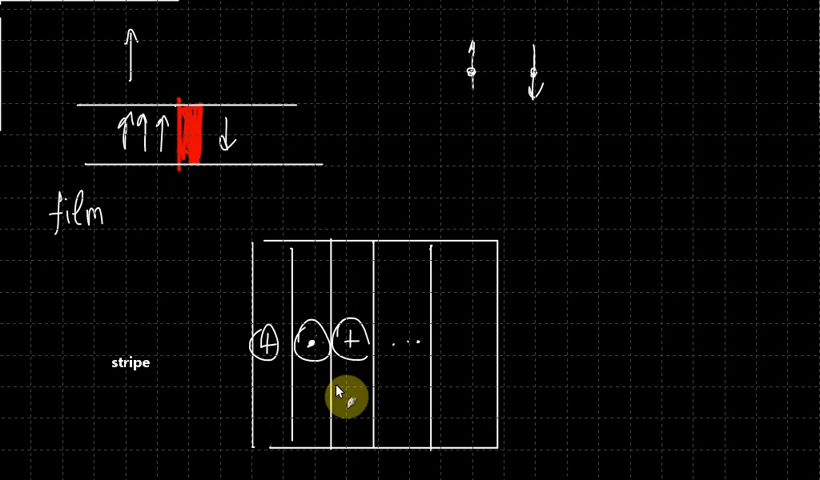 film
+ • + ...
stripe